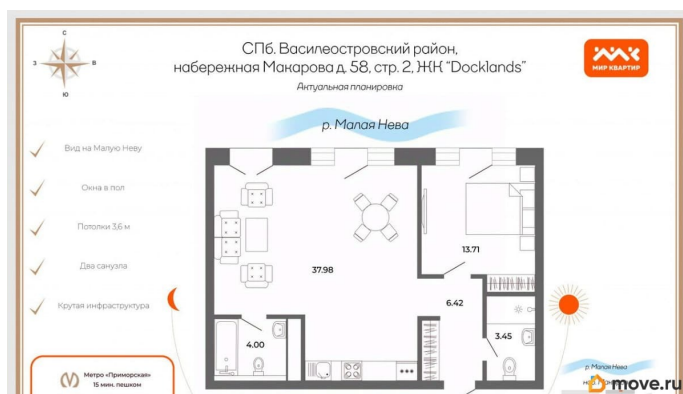 С
З
В
Ю
СПб. Василеостровский район,
набережная Макарова д. 58, стр. 2, ЖК "Docklands"
Актуальная планировка
МИР КВАРТИР
р. Малая Нева
Вид на Малую Неву
Окна в пол
Потолки 3,6 м
Два санузла
Крутая инфраструктура
13.71
37.98
6.42
4.00
3.45
Метро «Приморская»
15 мин. пешком
р. Малая Нева
move.ru